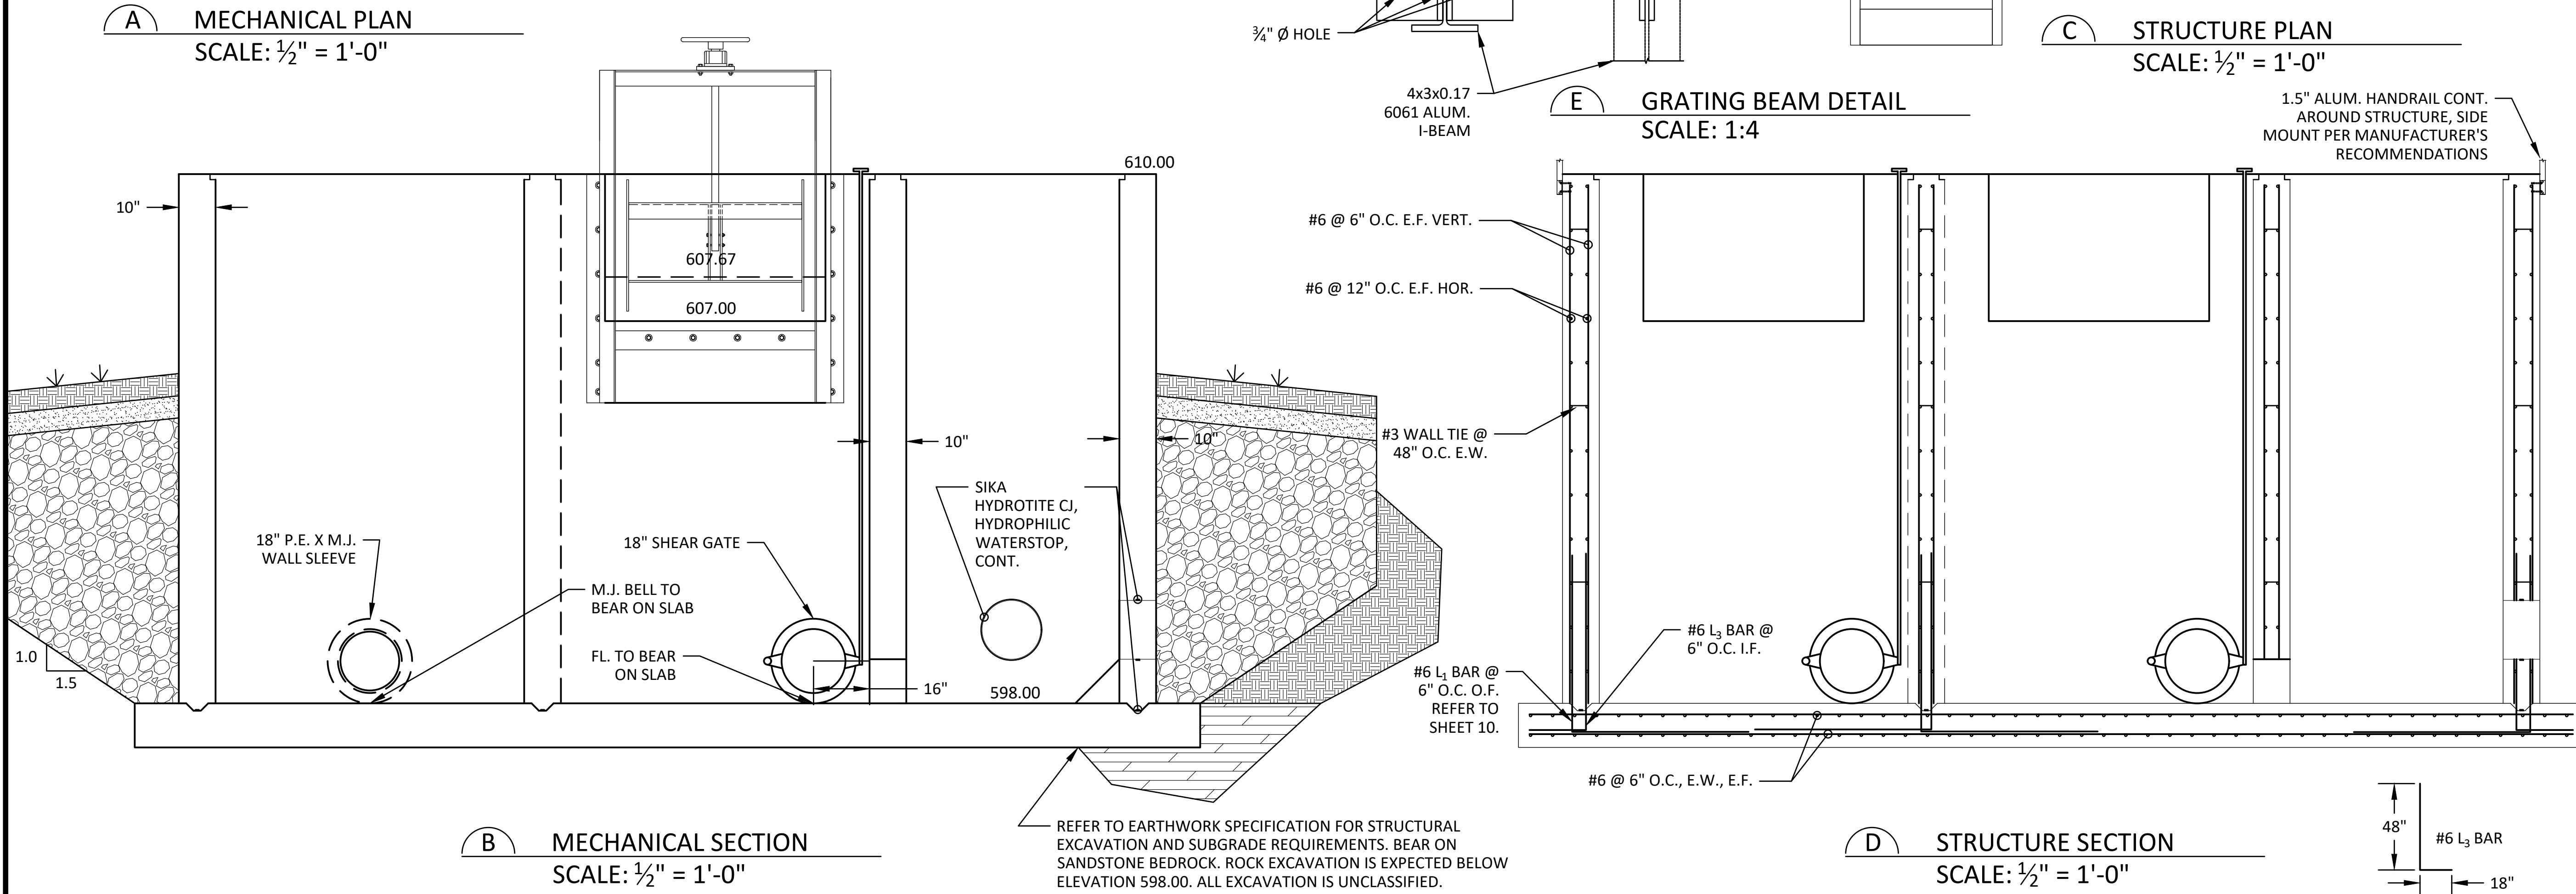 A
MECHANICAL PLAN
SCALE: ½" = 1'-0"
¾" Ø HOLE
4x3x0.17
6061 ALUM.
I-BEAM
E
GRATING BEAM DETAIL
SCALE: 1:4
C
STRUCTURE PLAN
SCALE: ½" = 1'-0"
1.5" ALUM. HANDRAIL CONT.
AROUND STRUCTURE, SIDE
MOUNT PER MANUFACTURER'S
RECOMMENDATIONS
610.00
10"
607.67
607.00
10"
10"
SIKA
HYDROTITE CJ,
HYDROPHILIC
WATERSTOP,
CONT.
18" P.E. X M.J.
WALL SLEEVE
18" SHEAR GATE
M.J. BELL TO
BEAR ON SLAB
FL. TO BEAR
ON SLAB
16"
598.00
1.0
1.5
#6 @ 6" O.C. E.F. VERT.
#6 @ 12" O.C. E.F. HOR.
#3 WALL TIE @
48" O.C. E.W.
#6 L₃ BAR @
6" O.C. I.F.
#6 L₁ BAR @
6" O.C. O.F.
REFER TO
SHEET 10.
#6 @ 6" O.C., E.W., E.F.
B
MECHANICAL SECTION
SCALE: ½" = 1'-0"
REFER TO EARTHWORK SPECIFICATION FOR STRUCTURAL
EXCAVATION AND SUBGRADE REQUIREMENTS. BEAR ON
SANDSTONE BEDROCK. ROCK EXCAVATION IS EXPECTED BELOW
ELEVATION 598.00. ALL EXCAVATION IS UNCLASSIFIED.
D
STRUCTURE SECTION
SCALE: ½" = 1'-0"
48"
#6 L₃ BAR
18"